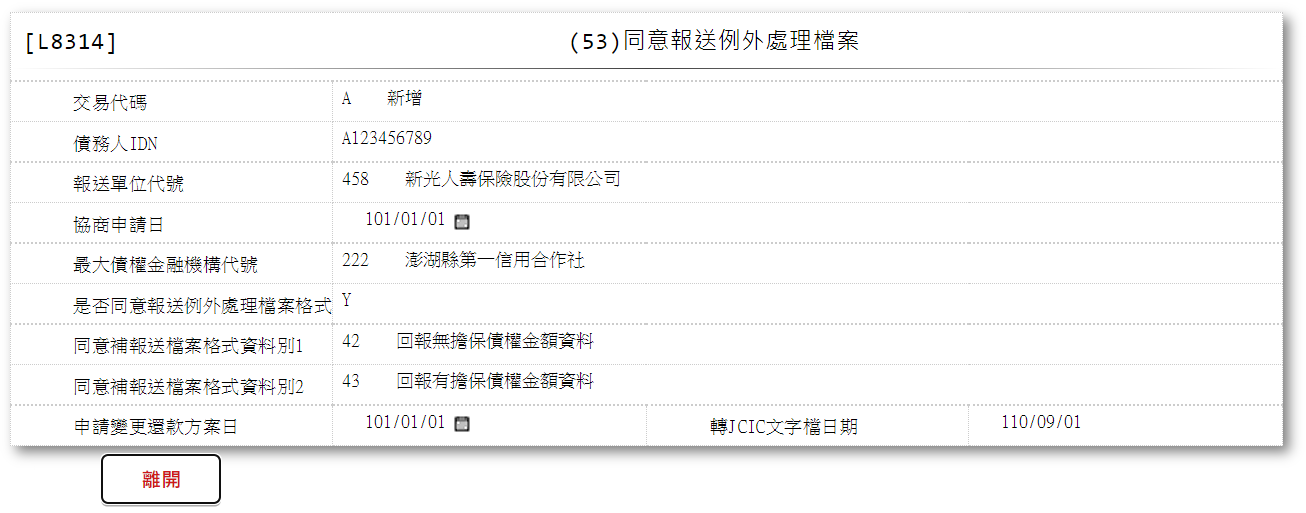 [L8314] (53)同意報送例外處理檔案
交易代碼 A 新增
債務人IDN A123456789
報送單位代號 458 新光人壽保險股份有限公司
協商申請日 101/01/01
最大債權金融機構代號 222 澎湖縣第一信用合作社
是否同意報送例外處理檔案格式 Y
同意補報送檔案格式資料別1 42 回報無擔保債權金額資料
同意補報送檔案格式資料別2 43 回報有擔保債權金額資料
申請變更還款方案日 101/01/01 轉JCIC文字檔日期 110/09/01
離開